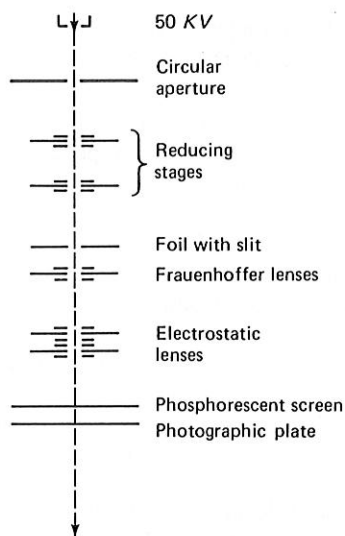 50 KV
Circular
aperture
Reducing
stages
Foil with slit
Frauenhoffer lenses
Electrostatic
lenses
Phosphorescent screen
Photographic plate